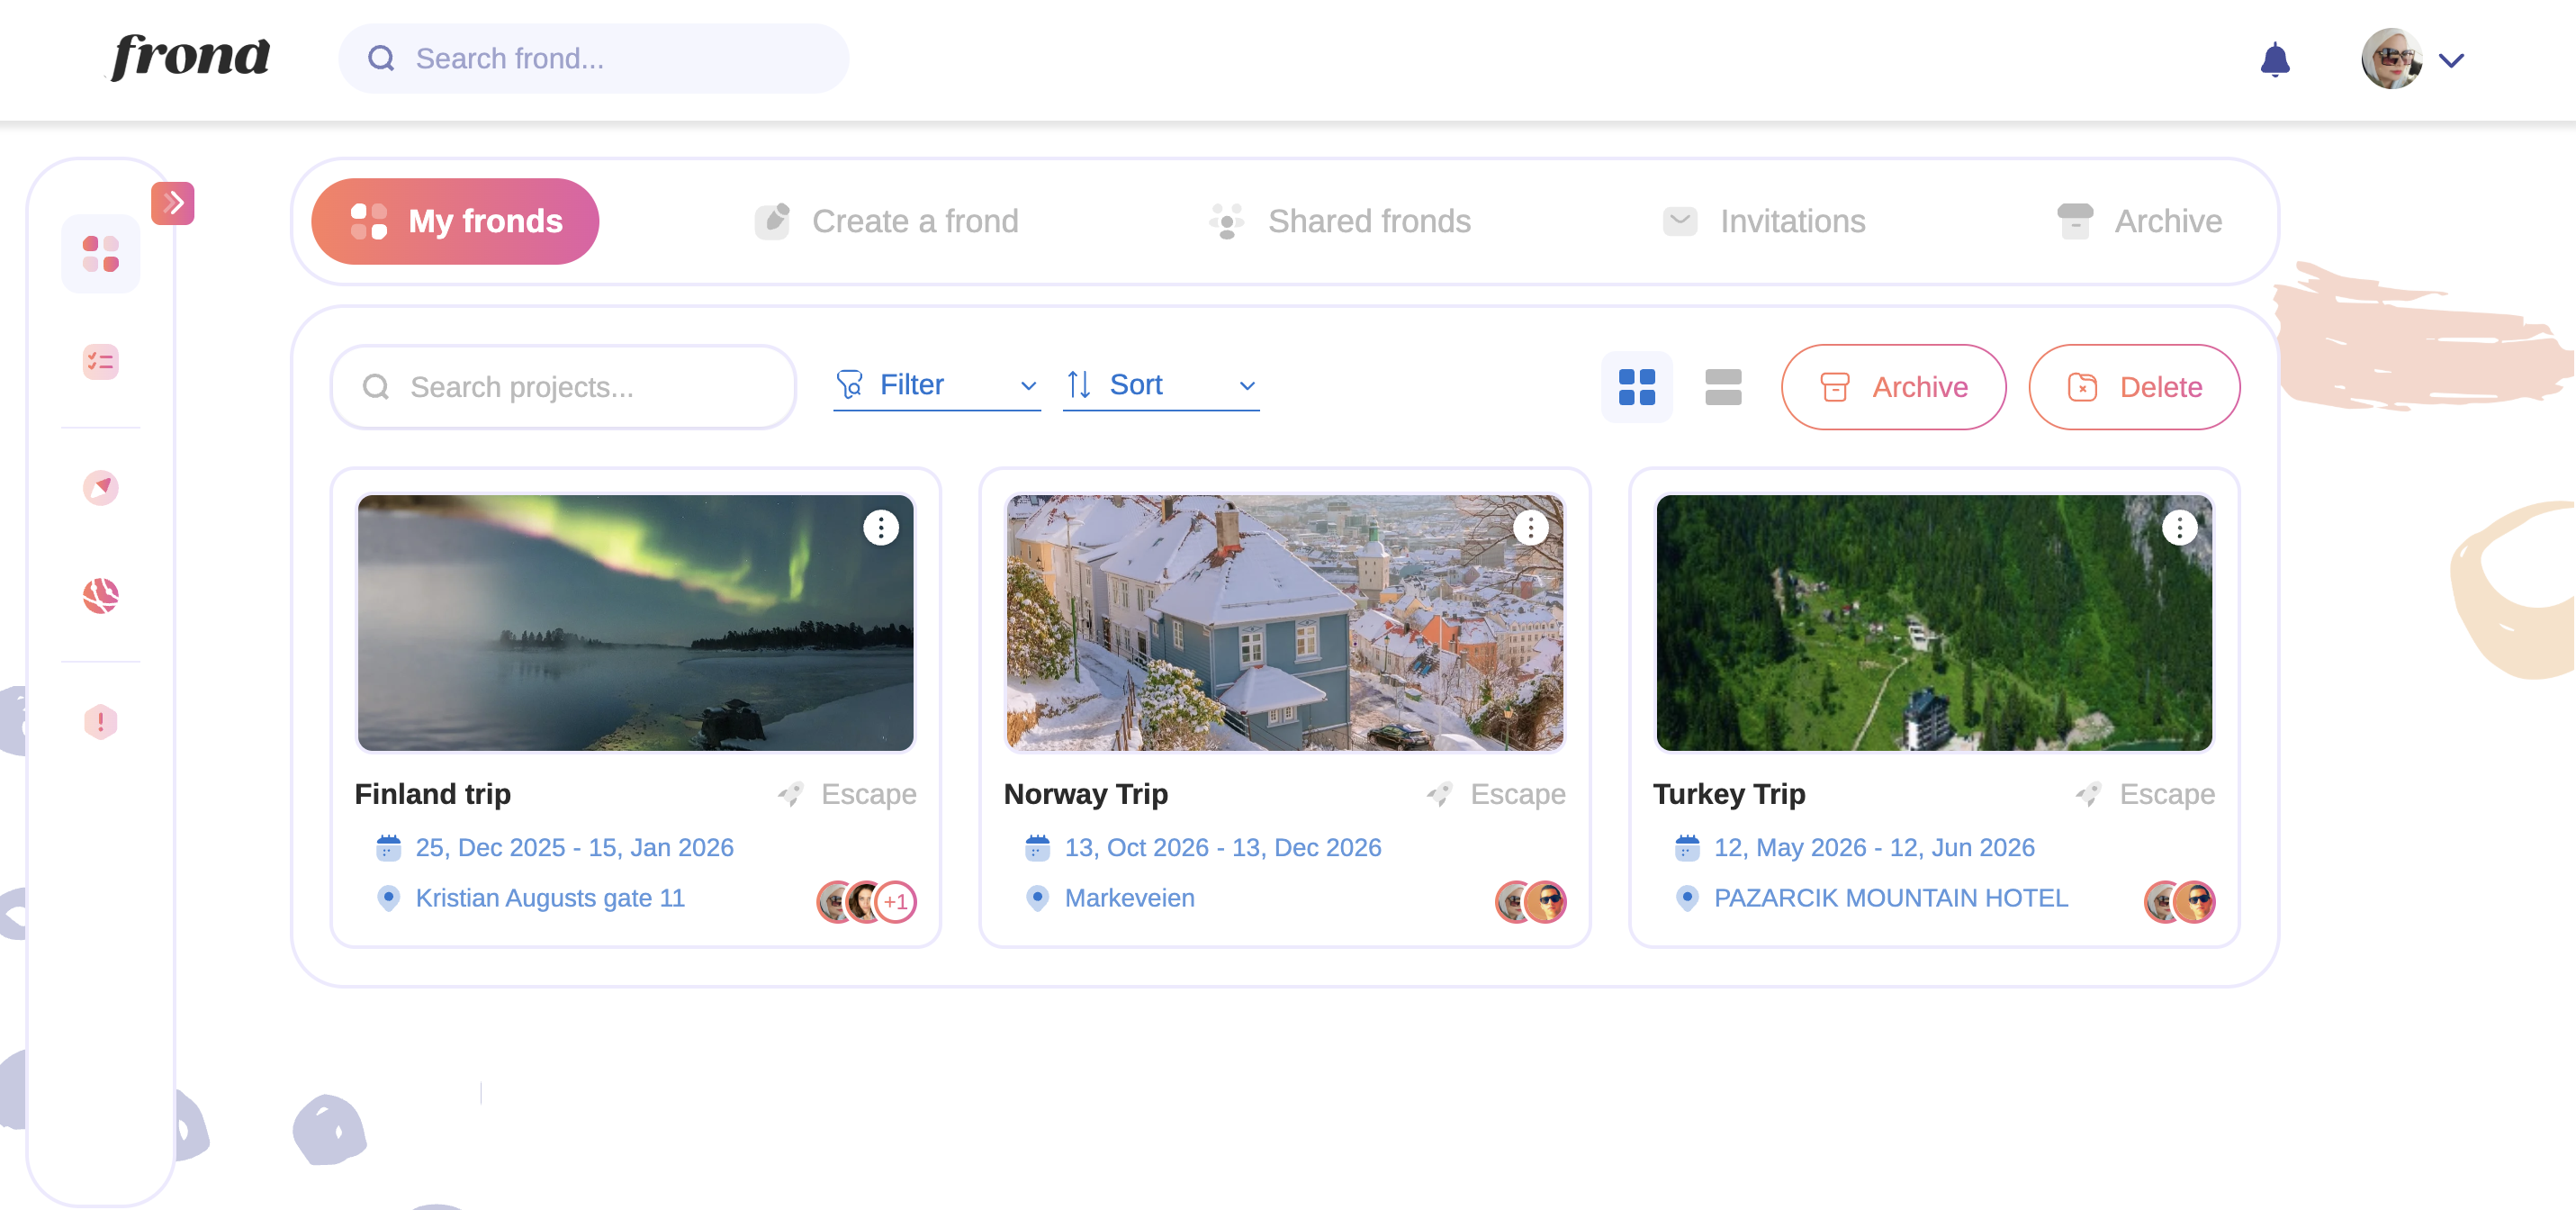 frond
Search frond...
My fronds
Create a frond
Shared fronds
Invitations
Archive
Search projects...
Filter
Sort
Archive
Delete
Finland trip
Escape
25, Dec 2025 - 15, Jan 2026
Kristian Augusts gate 11
+1
Norway Trip
Escape
13, Oct 2026 - 13, Dec 2026
Markeveien
Turkey Trip
Escape
12, May 2026 - 12, Jun 2026
PAZARCIK MOUNTAIN HOTEL